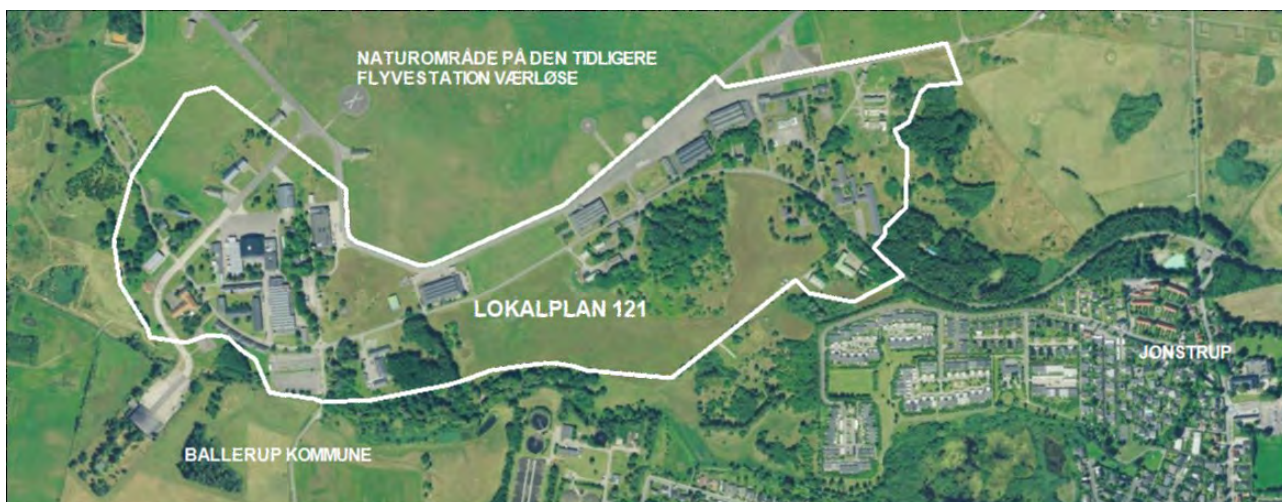 NATUROMRÅDE PÅ DEN TIDLIGERE
FLYVESTATION VÆRLØSE
LOKALPLAN 121
JONSTRUP
BALLERUP KOMMUNE